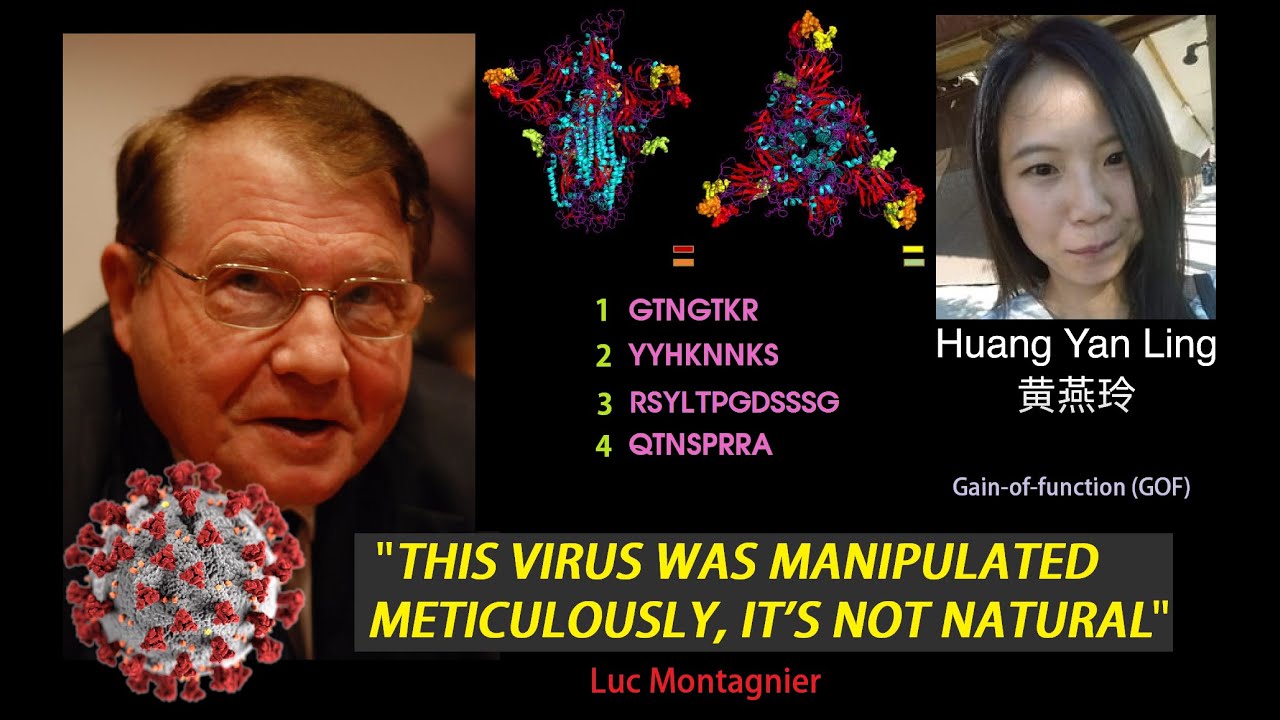 1 GTNGTKR
2 YYHKNNKS
3 RSYLTPGDSSSG
4 QTNSPRRA
Huang Yan Ling
黄燕玲
Gain-of-function (GOF)
"THIS VIRUS WAS MANIPULATED
METICULOUSLY, IT’S NOT NATURAL"
Luc Montagnier